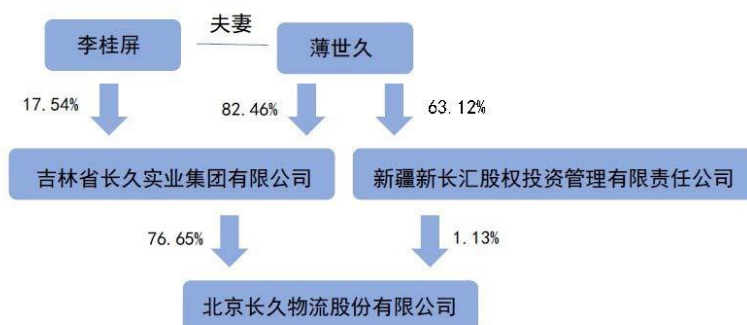 夫妻
李桂屏
薄世久
17.54%
82.46%
63.12%
吉林省长久实业集团有限公司
新疆新长汇股权投资管理有限责任公司
76.65%
1.13%
北京长久物流股份有限公司